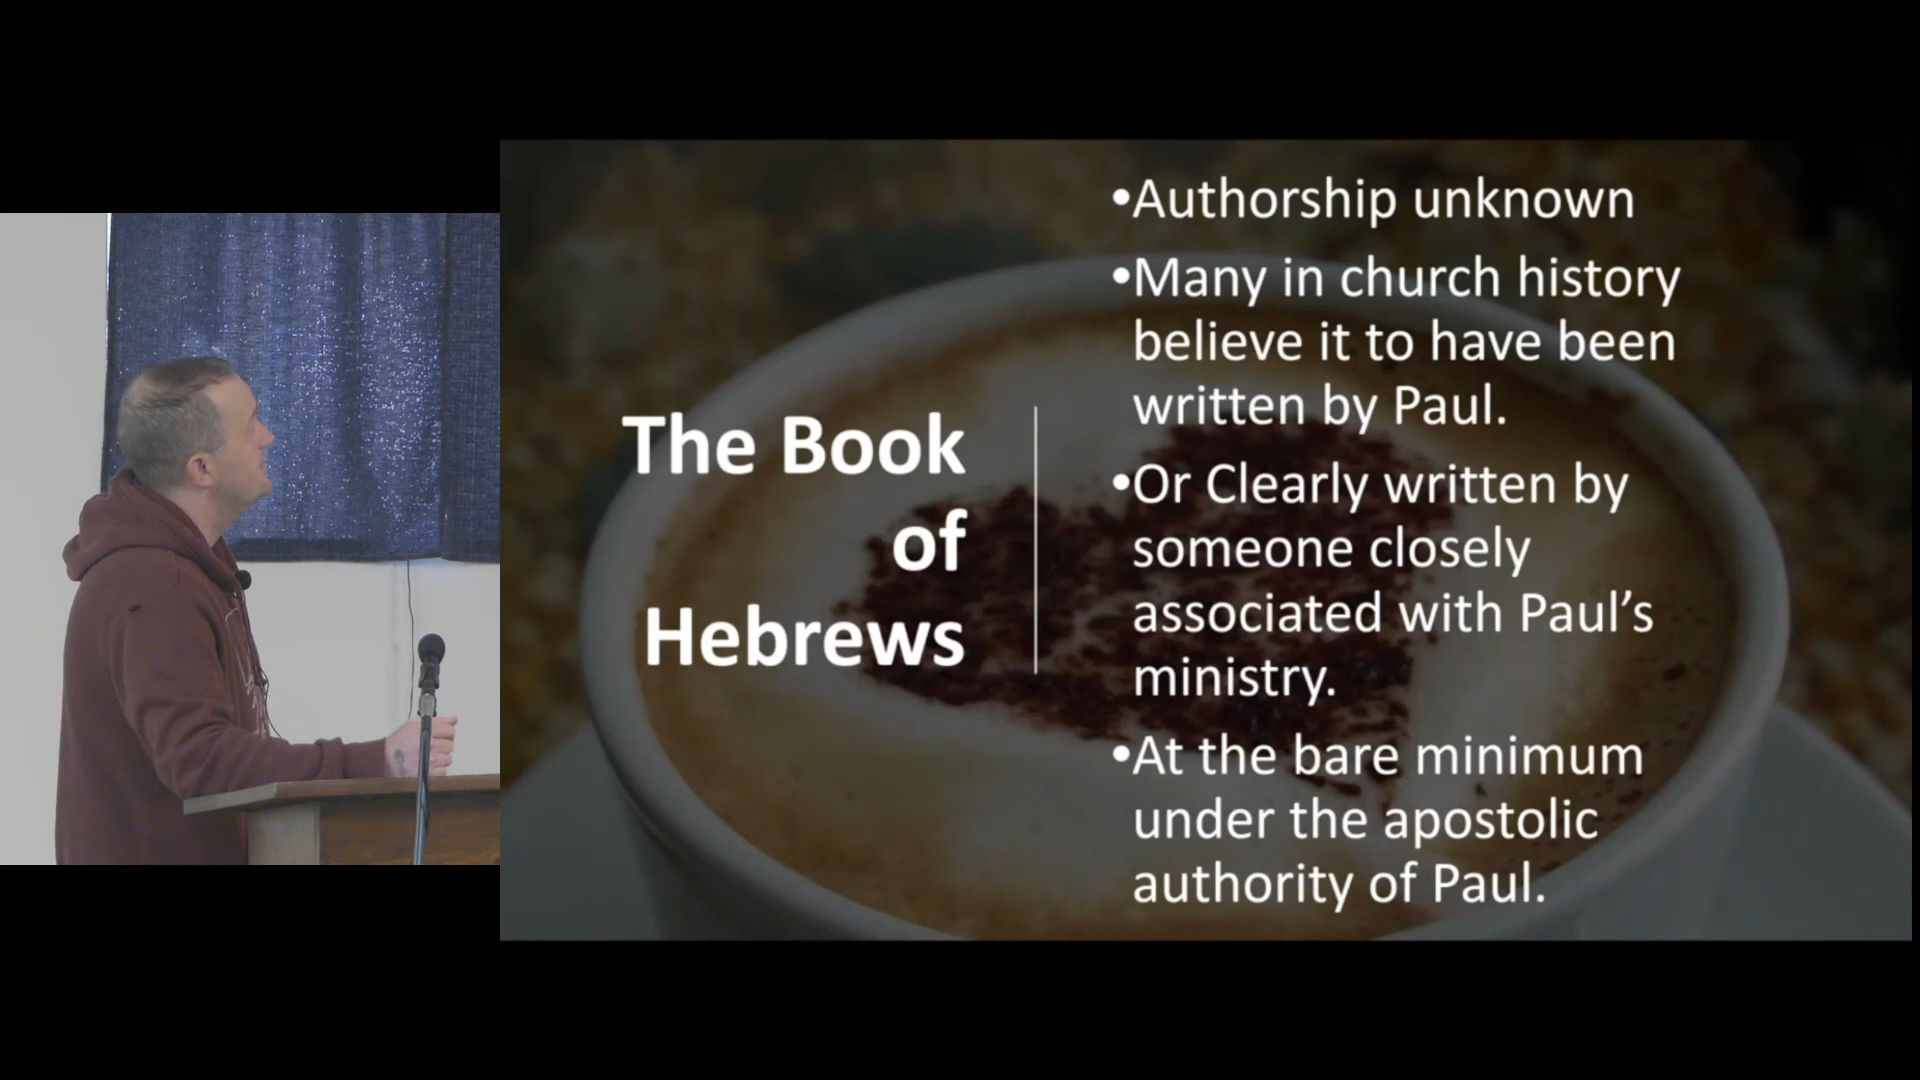 The Book
of
Hebrews
•Authorship unknown
•Many in church history
believe it to have been
written by Paul.
•Or Clearly written by
someone closely
associated with Paul’s
ministry.
•At the bare minimum
under the apostolic
authority of Paul.